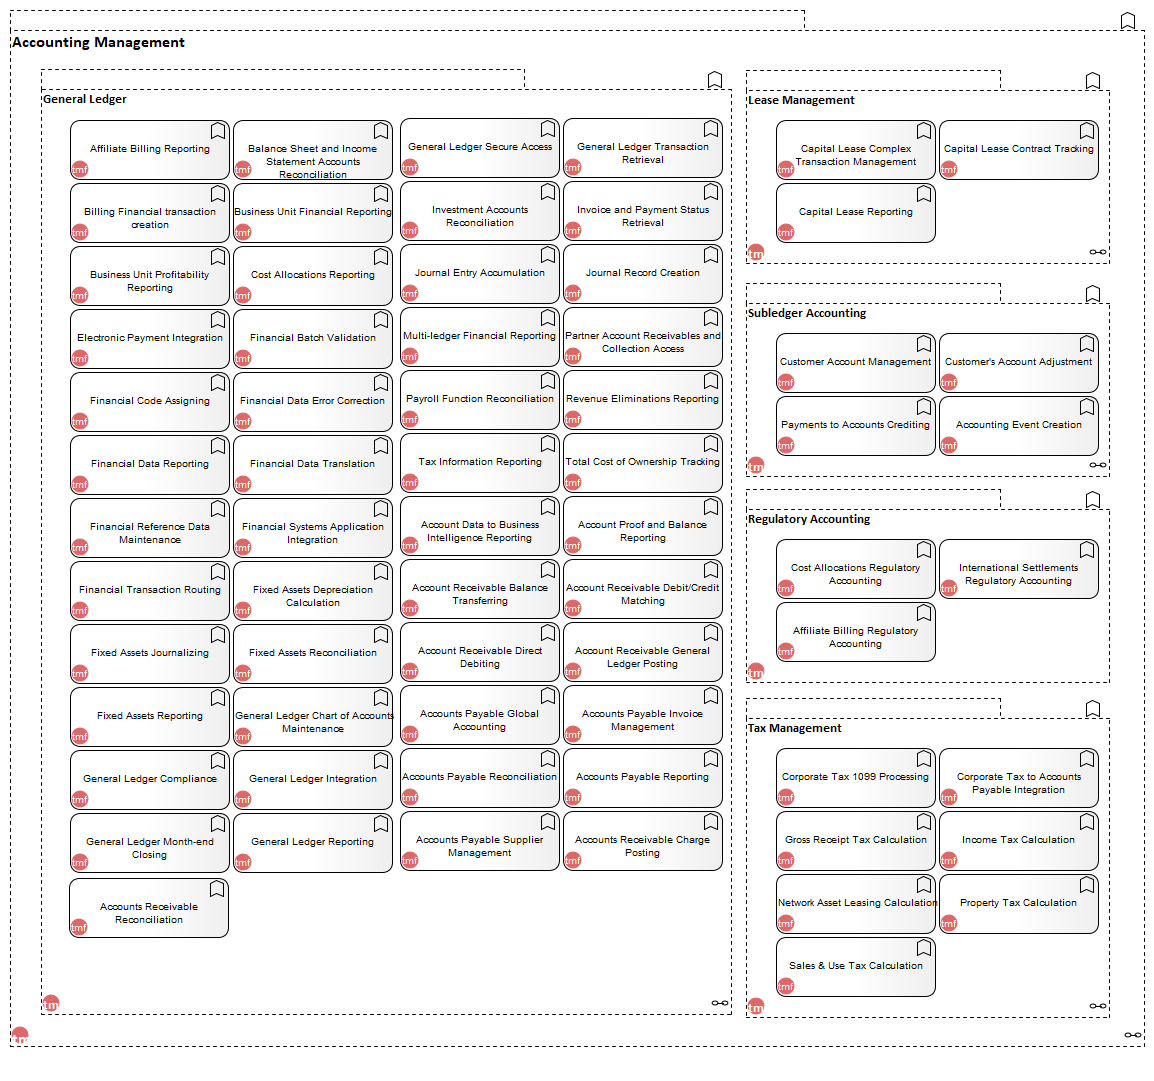 Accounting Management
General Ledger
Affiliate Billing Reporting
tmf
Balance Sheet and Income
Statement Accounts
Reconciliation
tmf
General Ledger Secure Access
tmf
General Ledger Transaction
Retrieval
tmf
Billing Financial transaction
creation
tmf
Business Unit Financial Reporting
tmf
Investment Accounts
Reconciliation
tmf
Invoice and Payment Status
Retrieval
tmf
Business Unit Profitability
Reporting
tmf
Cost Allocations Reporting
tmf
Journal Entry Accumulation
tmf
Journal Record Creation
tmf
Electronic Payment Integration
tmf
Financial Batch Validation
tmf
Multi-ledger Financial Reporting
tmf
Partner Account Receivables and
Collection Access
tmf
Financial Code Assigning
tmf
Financial Data Error Correction
tmf
Payroll Function Reconciliation
tmf
Revenue Eliminations Reporting
tmf
Financial Data Reporting
tmf
Financial Data Translation
tmf
Tax Information Reporting
tmf
Total Cost of Ownership Tracking
tmf
Financial Reference Data
Maintenance
tmf
Financial Systems Application
Integration
tmf
Account Data to Business
Intelligence Reporting
tmf
Account Proof and Balance
Reporting
tmf
Financial Transaction Routing
tmf
Fixed Assets Depreciation
Calculation
tmf
Account Receivable Balance
Transferring
tmf
Account Receivable Debit/Credit
Matching
tmf
Fixed Assets Journalizing
tmf
Fixed Assets Reconciliation
tmf
Account Receivable Direct
Debiting
tmf
Account Receivable General
Ledger Posting
tmf
Fixed Assets Reporting
tmf
General Ledger Chart of Accounts
Maintenance
tmf
Accounts Payable Global
Accounting
tmf
Accounts Payable Invoice
Management
tmf
General Ledger Compliance
tmf
General Ledger Integration
tmf
Accounts Payable Reconciliation
tmf
Accounts Payable Reporting
tmf
General Ledger Month-end
Closing
tmf
General Ledger Reporting
tmf
Accounts Payable Supplier
Management
tmf
Accounts Receivable Charge
Posting
tmf
Accounts Receivable
Reconciliation
tmf
tm
Lease Management
Capital Lease Complex
Transaction Management
tmf
Capital Lease Contract Tracking
tmf
Capital Lease Reporting
tmf
tm
Subledger Accounting
Customer Account Management
tmf
Customer's Account Adjustment
tmf
Payments to Accounts Crediting
tmf
Accounting Event Creation
tmf
tm
Regulatory Accounting
Cost Allocations Regulatory
Accounting
tmf
International Settlements
Regulatory Accounting
tmf
Affiliate Billing Regulatory
Accounting
tmf
tm
Tax Management
Corporate Tax 1099 Processing
tmf
Corporate Tax to Accounts
Payable Integration
tmf
Gross Receipt Tax Calculation
tmf
Income Tax Calculation
tmf
Network Asset Leasing Calculation
tmf
Property Tax Calculation
tmf
Sales & Use Tax Calculation
tmf
tm
tm